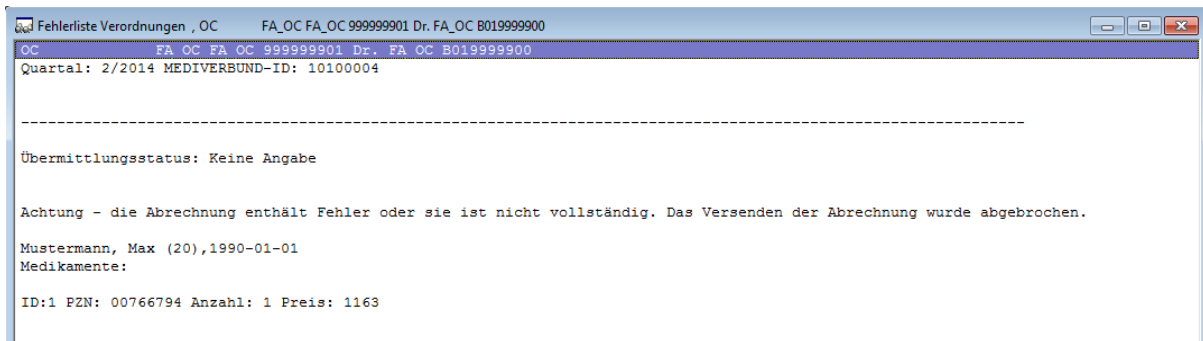 Fehlerliste Verordnungen , OC FA_OC FA_OC 999999901 Dr. FA_OC B019999900
OC FA OC FA OC 999999901 Dr. FA OC B019999900
Quartal: 2/2014 MEDIVERBUND-ID: 10100004
--------------------------------------------------------------------------------------------------------------
Übermittlungsstatus: Keine Angabe
Achtung - die Abrechnung enthält Fehler oder sie ist nicht vollständig. Das Versenden der Abrechnung wurde abgebrochen.
Mustermann, Max (20),1990-01-01
Medikamente:
ID:1 PZN: 00766794 Anzahl: 1 Preis: 1163